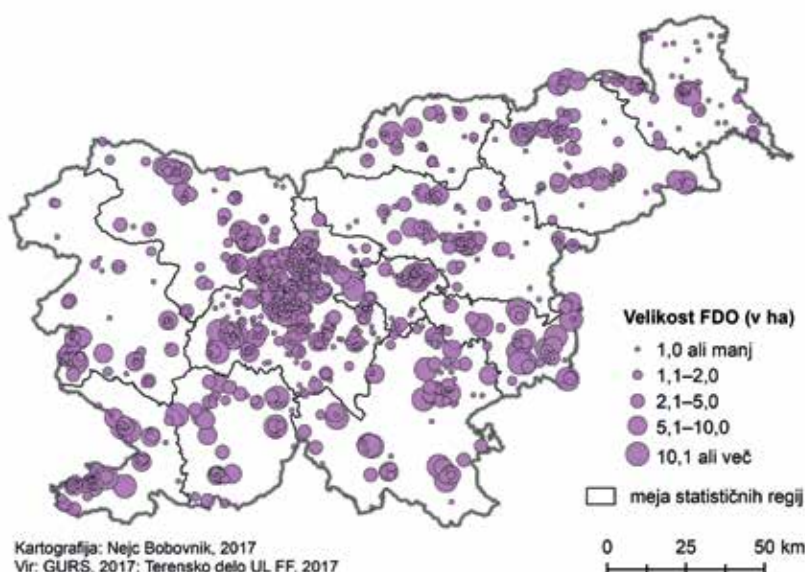 Velikost FDO (v ha)
1,0 ali manj
1,1–2,0
2,1–5,0
5,1–10,0
10,1 ali več
meja statističnih regij
Kartografija: Nejc Bobovnik, 2017
Vir: GURS, 2017; Terensko delo UL FF, 2017
0 25 50 km